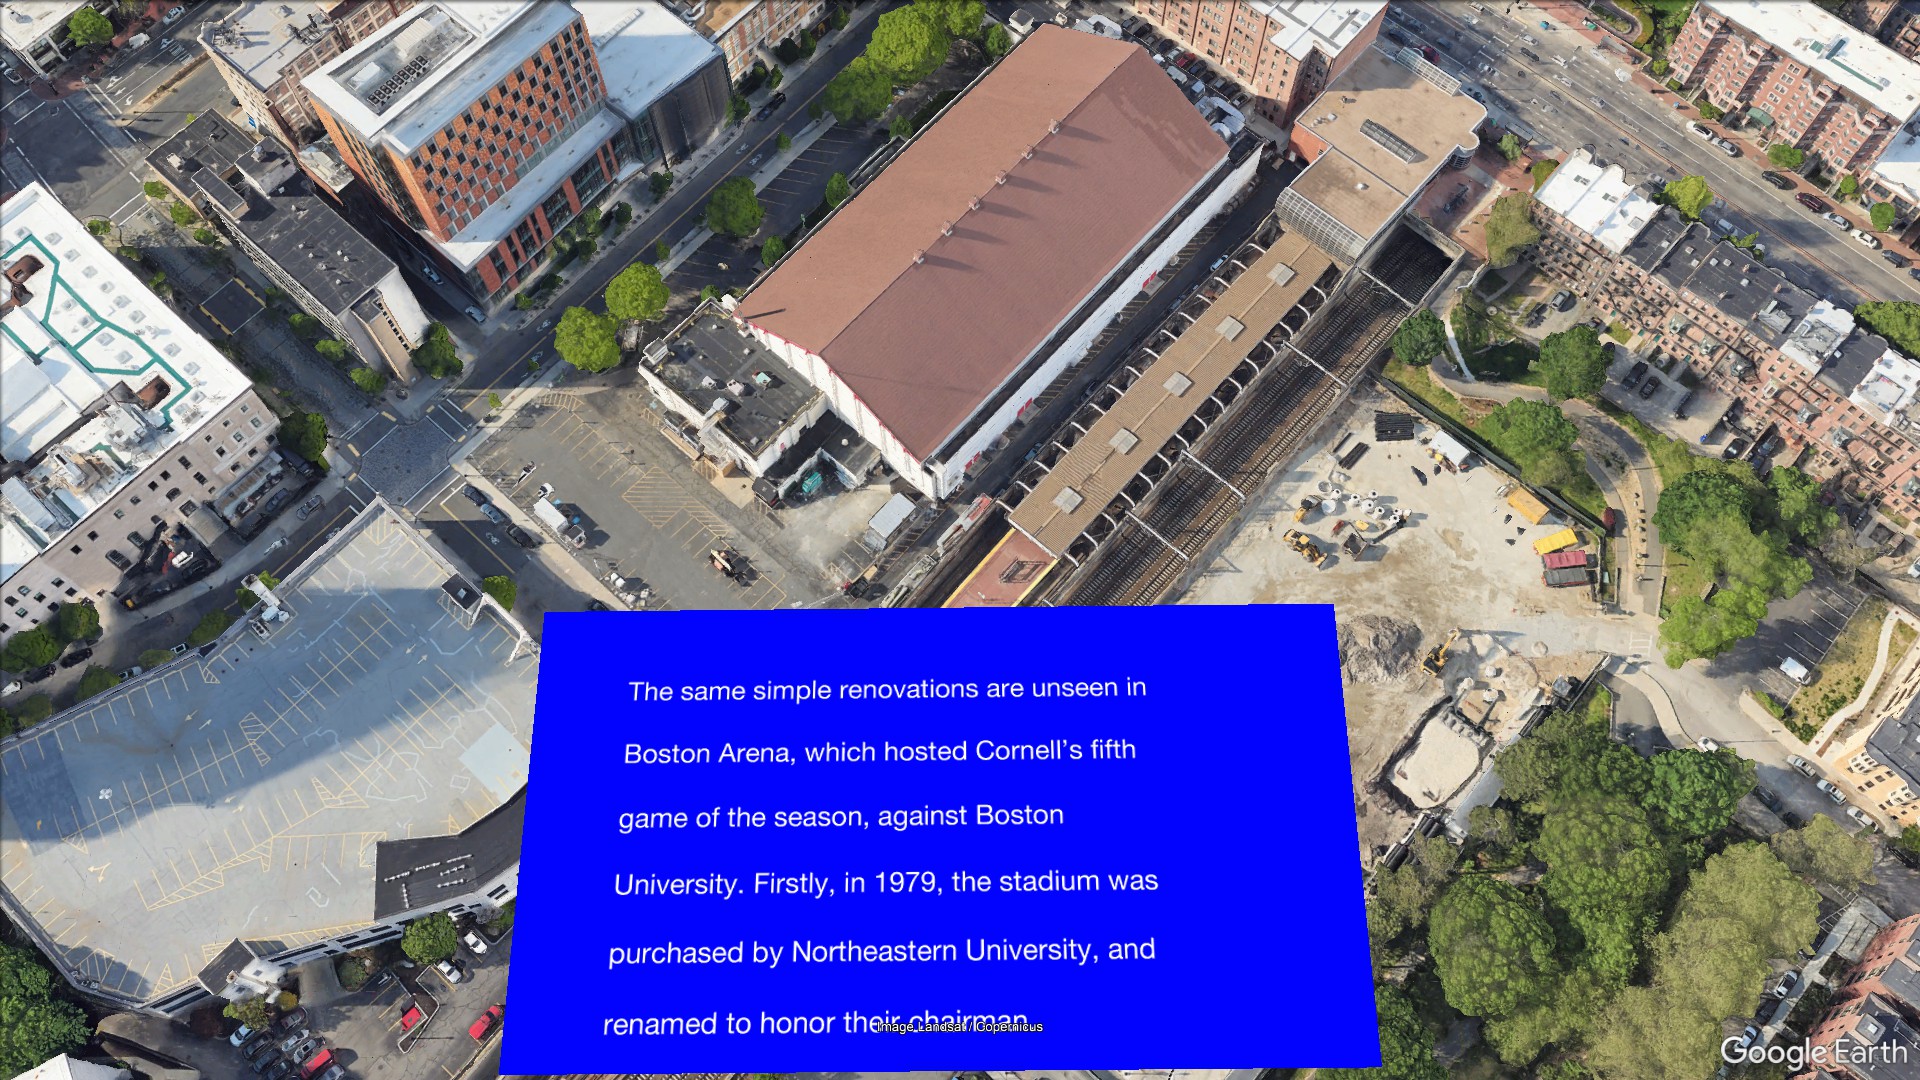 The same simple renovations are unseen in
Boston Arena, which hosted Cornell’s fifth
game of the season, against Boston
University. Firstly, in 1979, the stadium was
purchased by Northeastern University, and
renamed to honor their chairman
Image Landsat / Copernicus
Google Earth